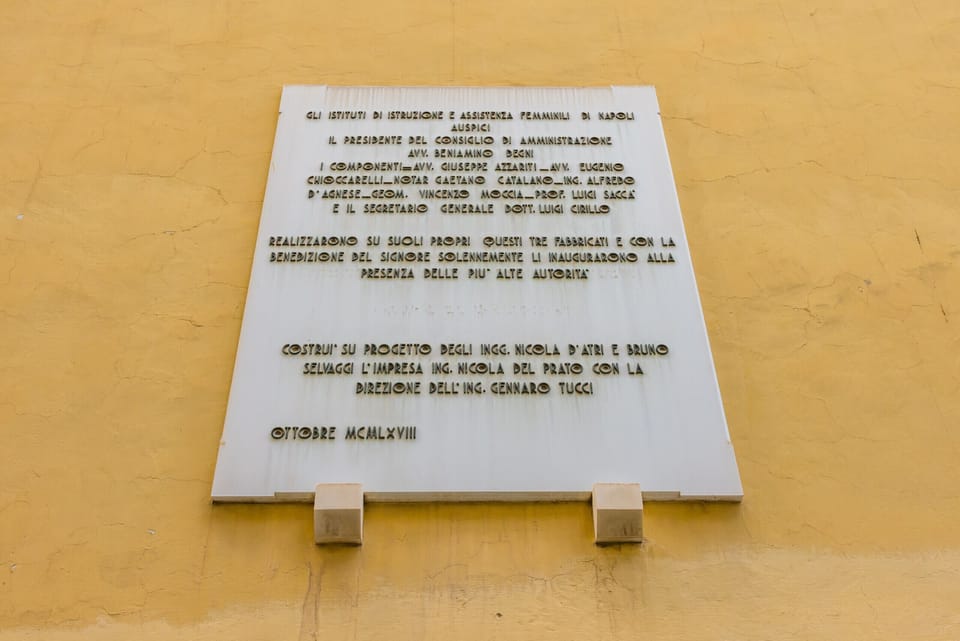 GLI ISTITUTI DI ISTRUZIONE E ASSISTENZA FEMMINILI DI NAPOLI
AUSPICI
IL PRESIDENTE DEL CONSIGLIO DI AMMINISTRAZIONE
AVV. BENIAMINO DEGNI
I COMPONENTI_AVV. GIUSEPPE AZZARITI_AVV. EUGENIO
CHIOCCARELLI_NOTAR GAETANO CATALANO_ING. ALFREDO
D'AGNESE_GEOM. VINCENZO MOCCIA_PROF. LUIGI SACCA'
E IL SEGRETARIO GENERALE DOTT. LUIGI CIRILLO
REALIZZARONO SU SUOLI PROPRI QUESTI TRE FABBRICATI E CON LA
BENEDIZIONE DEL SIGNORE SOLENNEMENTE LI INAUGURARONO ALLA
PRESENZA DELLE PIU' ALTE AUTORITA'
COSTRUI' SU PROGETTO DEGLI INGG. NICOLA D'ATRI E BRUNO
SELVAGGI L'IMPRESA ING. NICOLA DEL PRATO CON LA
DIREZIONE DELL'ING. GENNARO TUCCI
OTTOBRE MCMLXVIII